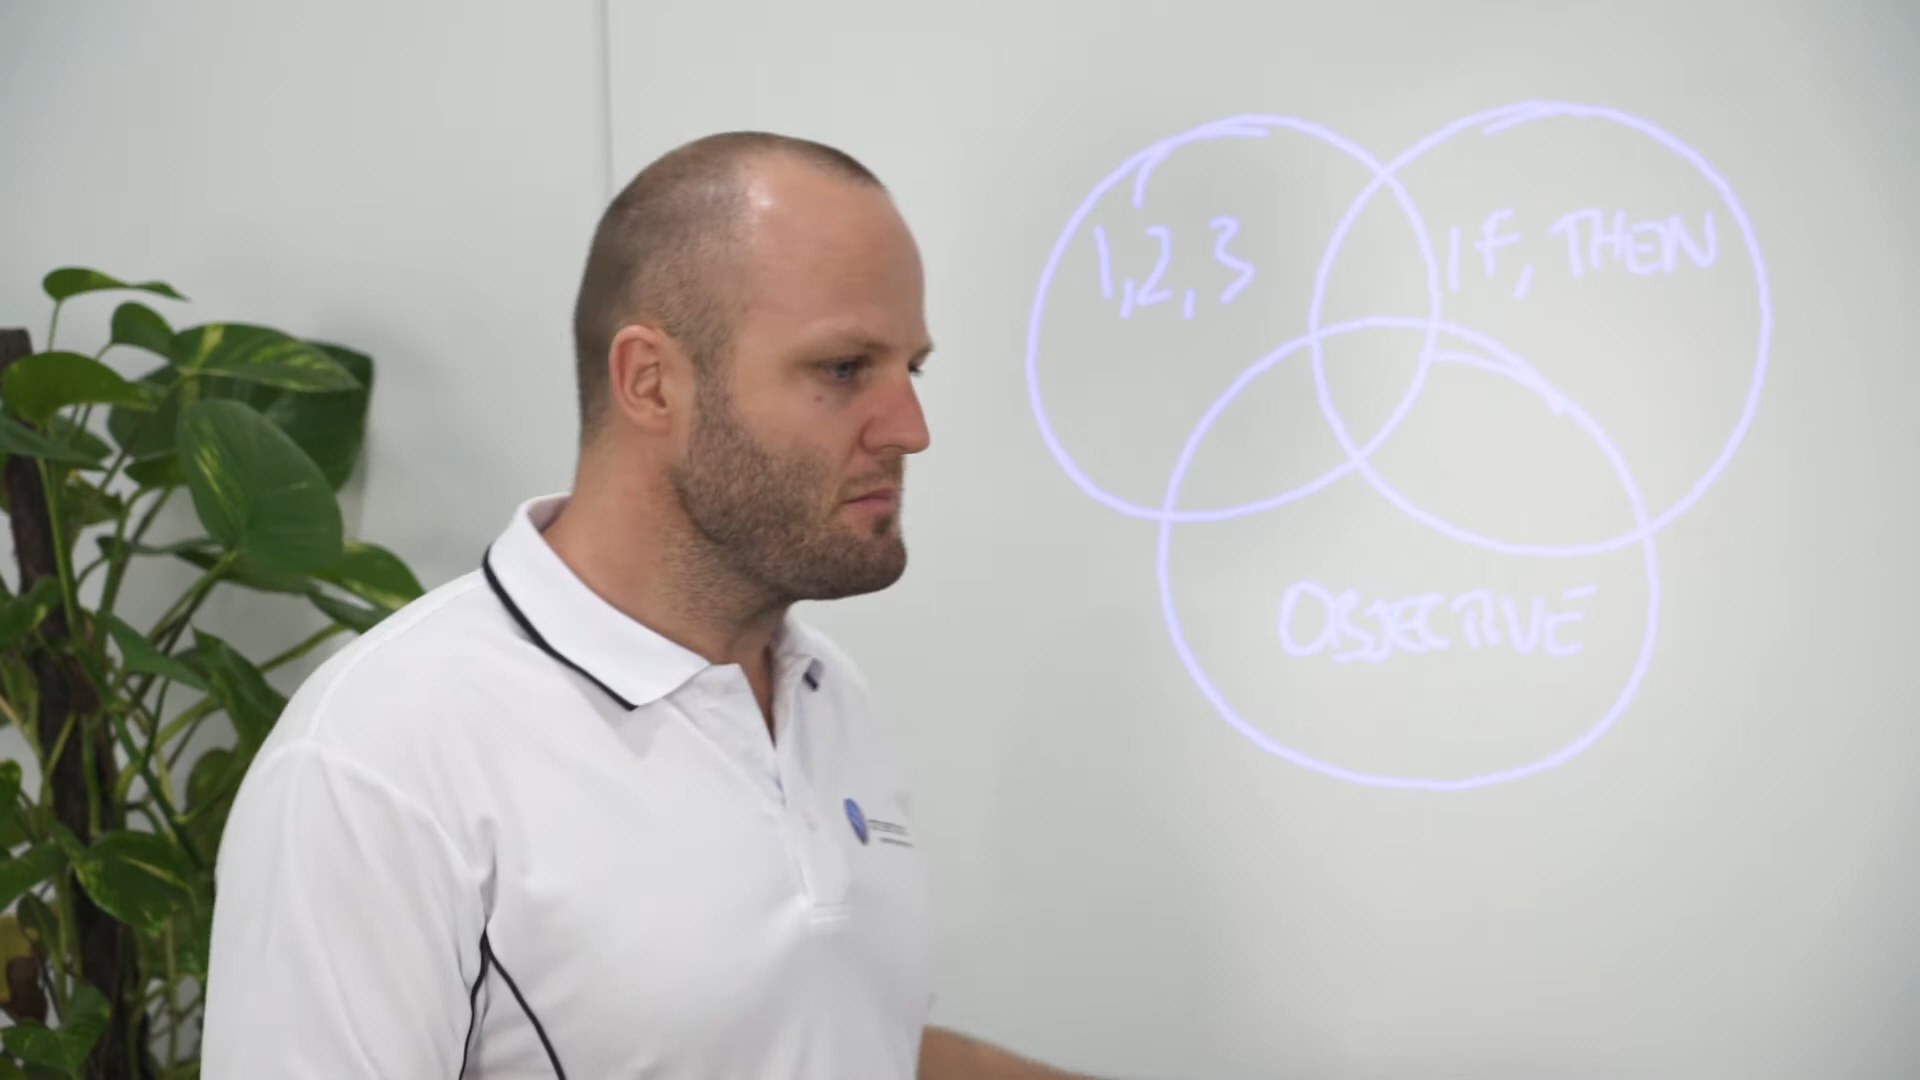 1,2,3
IF, THEN
OBJECTIVE